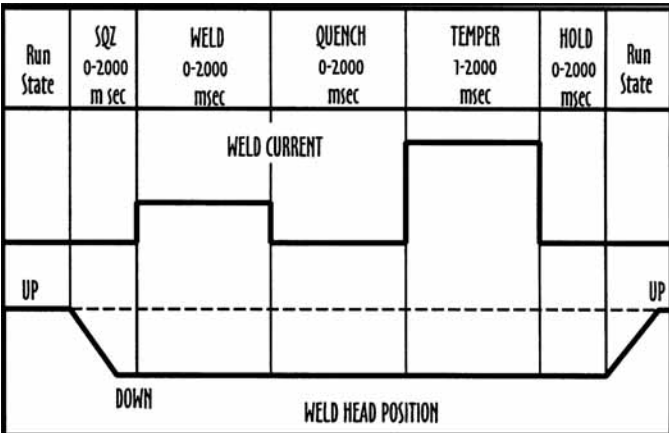 Run
State
SQZ
0-2000
m sec
WELD
0-2000
msec
QUENCH
0-2000
msec
TEMPER
1-2000
msec
HOLD
0-2000
msec
Run
State
WELD CURRENT
UP
UP
DOWN
WELD HEAD POSITION